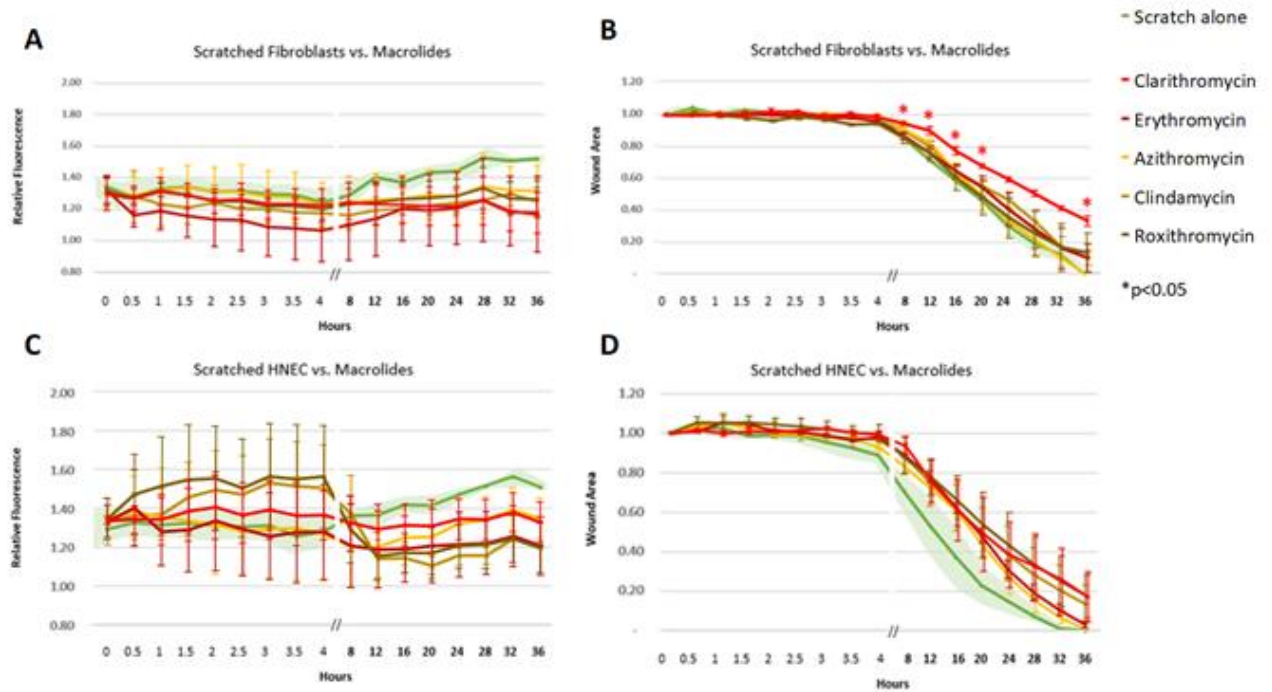 A
Scratched Fibroblasts vs. Macrolides
Relative Fluorescence
2.00
1.80
1.60
1.40
1.20
1.00
0.80
//
0 0.5 1 1.5 2 2.5 3 3.5 4 8 12 16 20 24 28 32 36
Hours
B
Scratched Fibroblasts vs. Macrolides
Wound Area
1.20
1.00
0.80
0.60
0.40
0.20
-
//
0 0.5 1 1.5 2 2.5 3 3.5 4 8 12 16 20 24 28 32 36
Hours
* * * * *
Scratch alone
Clarithromycin
Erythromycin
Azithromycin
Clindamycin
Roxithromycin
*p<0.05
C
Scratched HNEC vs. Macrolides
Relative Fluorescence
2.00
1.80
1.60
1.40
1.20
1.00
0.80
//
0 0.5 1 1.5 2 2.5 3 3.5 4 8 12 16 20 24 28 32 36
Hours
D
Scratched HNEC vs. Macrolides
Wound Area
1.20
1.00
0.80
0.60
0.40
0.20
-
//
0 0.5 1 1.5 2 2.5 3 3.5 4 8 12 16 20 24 28 32 36
Hours